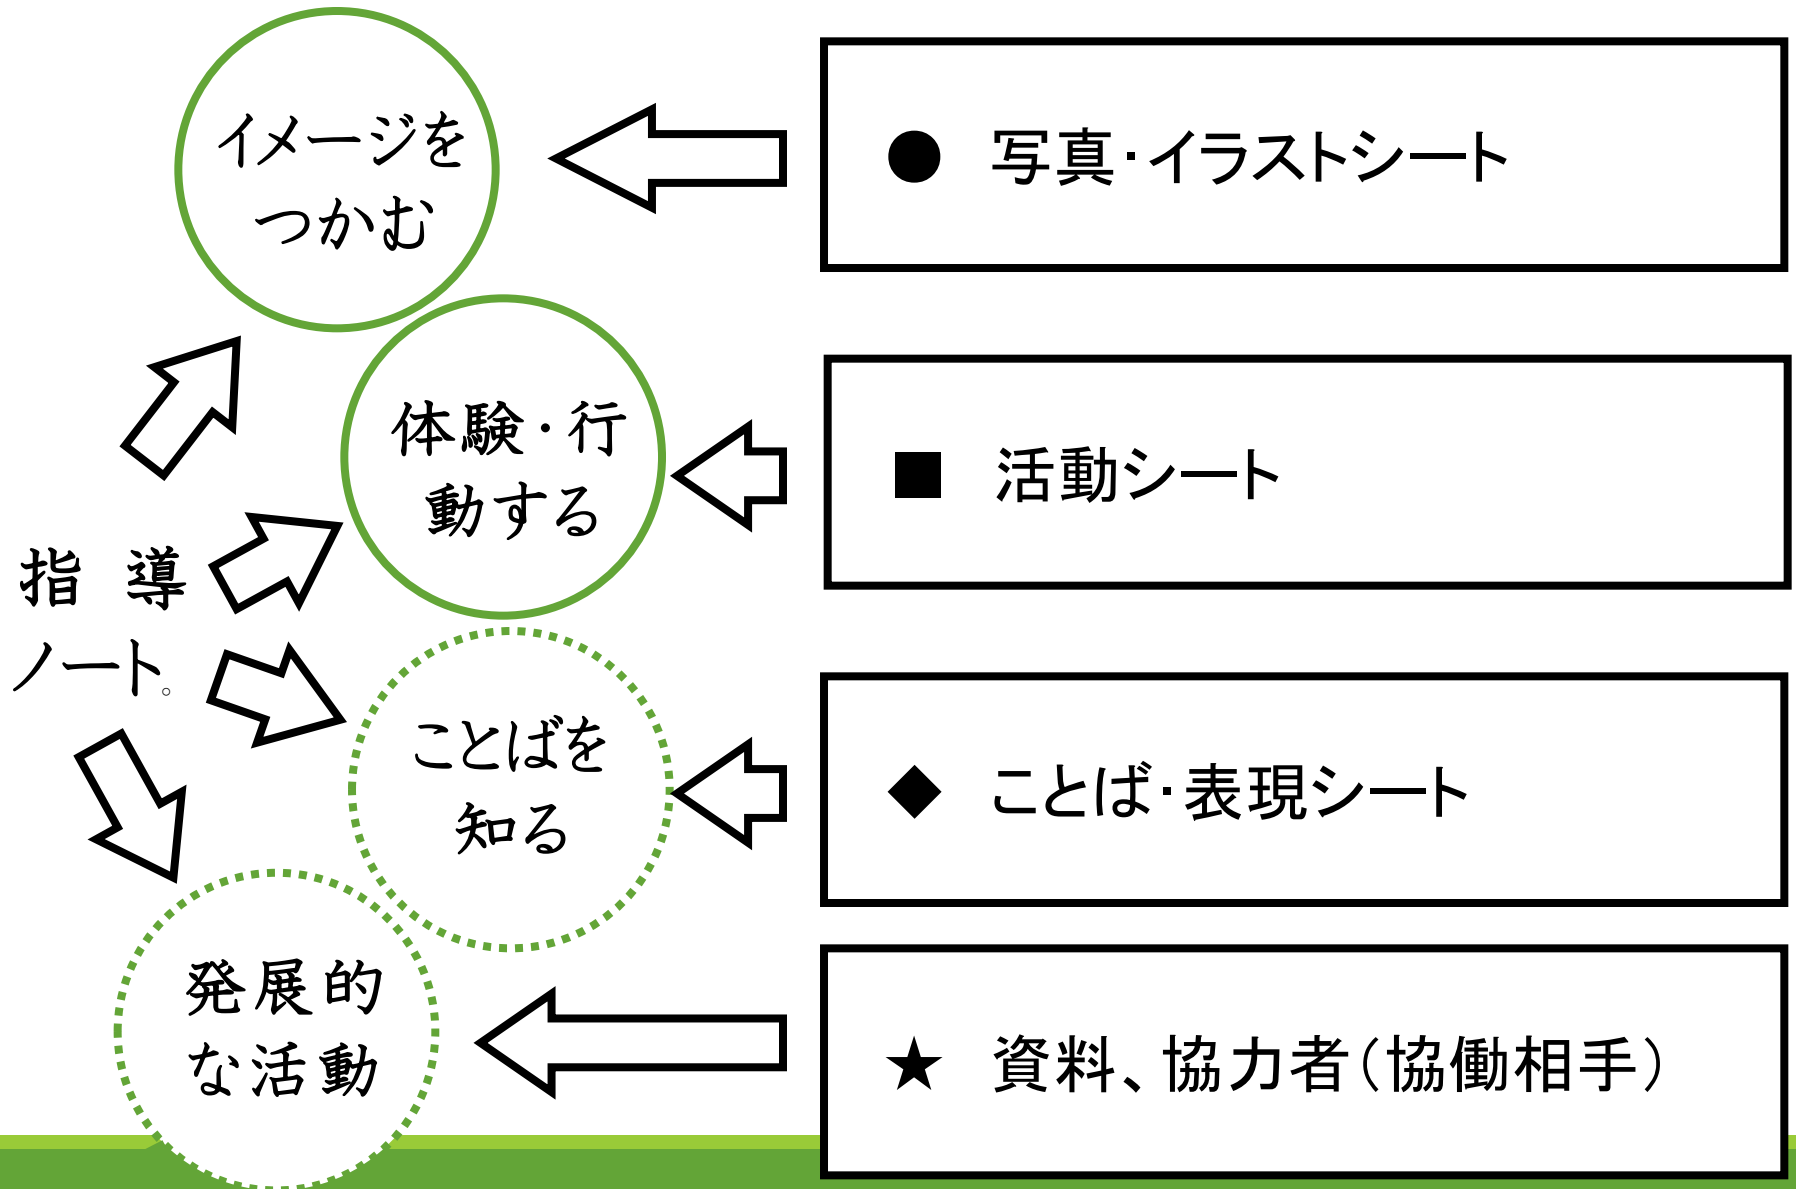 イメージを
つかむ
● 写真・イラストシート
体験・行
動する
■ 活動シート
指 導
ノート。
ことばを
知る
◆ ことば・表現シート
発展的
な活動
★ 資料、協力者（協働相手）